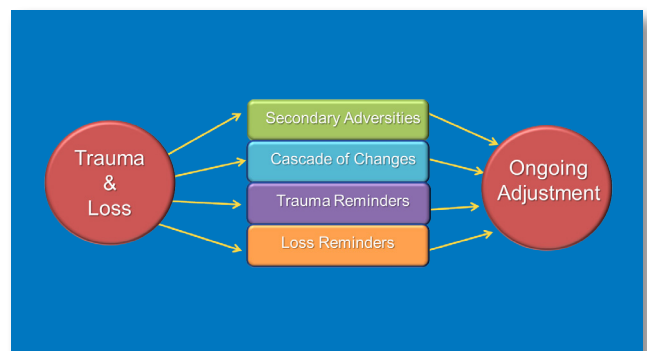 Trauma
&
Loss
Secondary Adversities
Cascade of Changes
Trauma Reminders
Loss Reminders
Ongoing
Adjustment